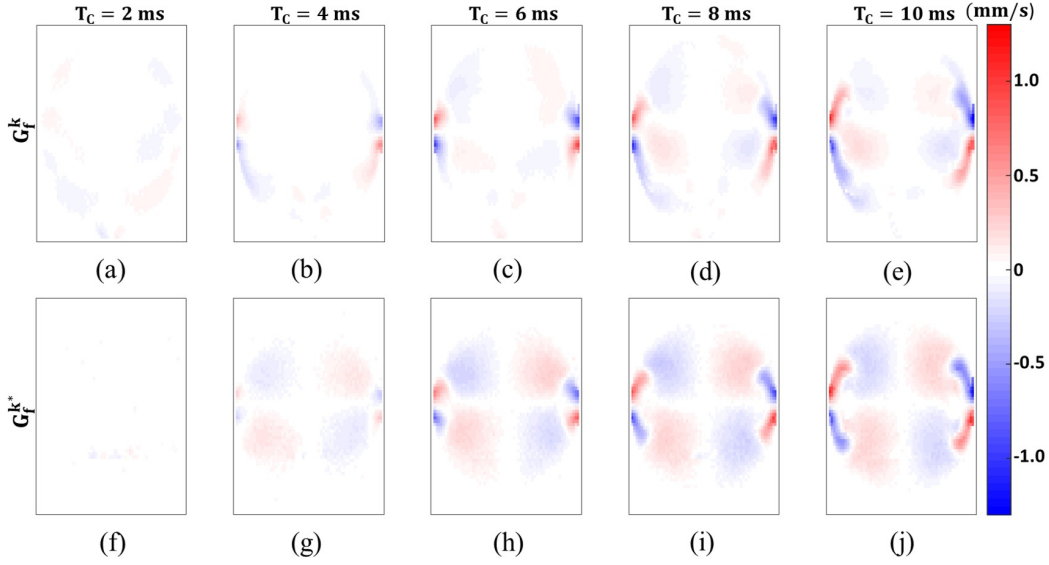 T_C = 2 ms T_C = 4 ms T_C = 6 ms T_C = 8 ms T_C = 10 ms (mm/s)
G_f^k
1.0
0.5
0
-0.5
-1.0
(a) (b) (c) (d) (e)
G_f^k*
(f) (g) (h) (i) (j)